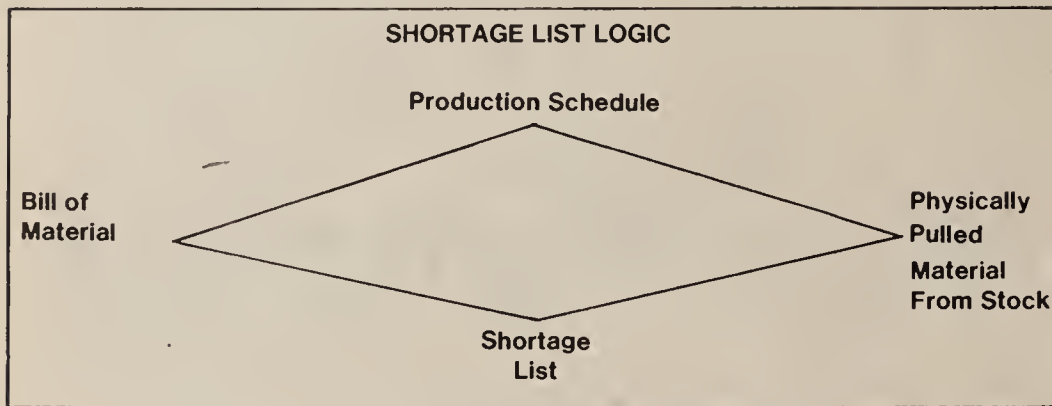 SHORTAGE LIST LOGIC
Production Schedule
Bill of
Material
Physically
Pulled
Material
From Stock
Shortage
List